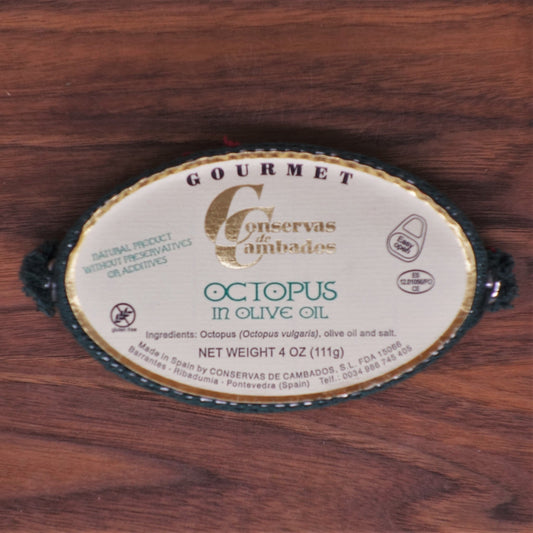 GOURMET
Conservas
de
Cambados
NATURAL PRODUCT
WITHOUT PRESERVATIVES
OR ADDITIVES
Easy
open
ES
12.01056/PO
CE
OCTOPUS
IN OLIVE OIL
gluten free
Ingredients: Octopus (Octopus vulgaris), olive oil and salt.
NET WEIGHT 4 OZ (111g)
Made in Spain by CONSERVAS DE CAMBADOS, S.L. FDA 15066
Barrantes - Ribadumia - Pontevedra (Spain) Telf.: 0034 986 745 405